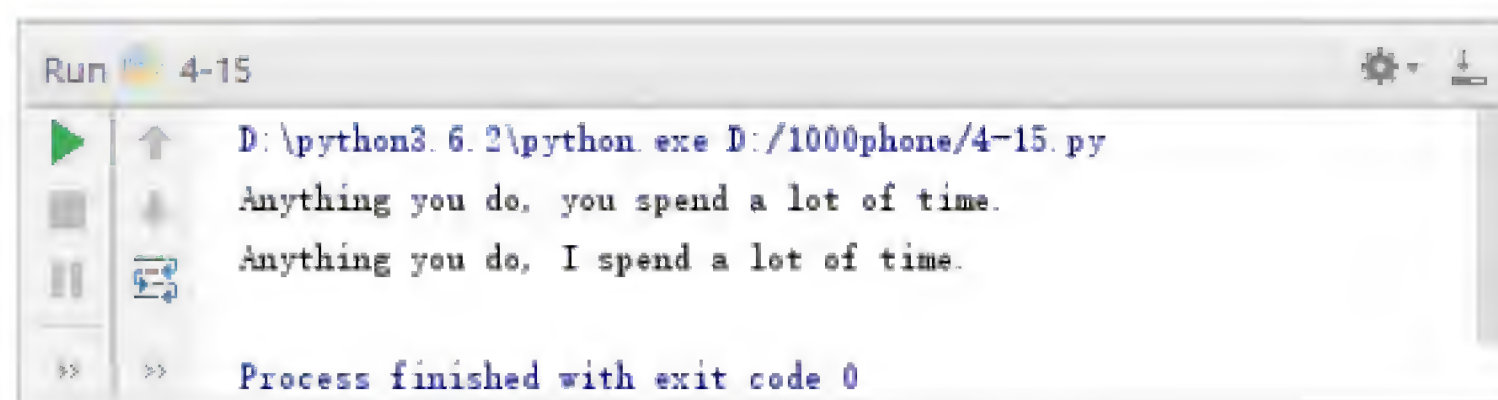 Run 4-15
D:\python3.6.2\python.exe D:/1000phone/4-15.py
Anything you do, you spend a lot of time.
Anything you do, I spend a lot of time.
Process finished with exit code 0